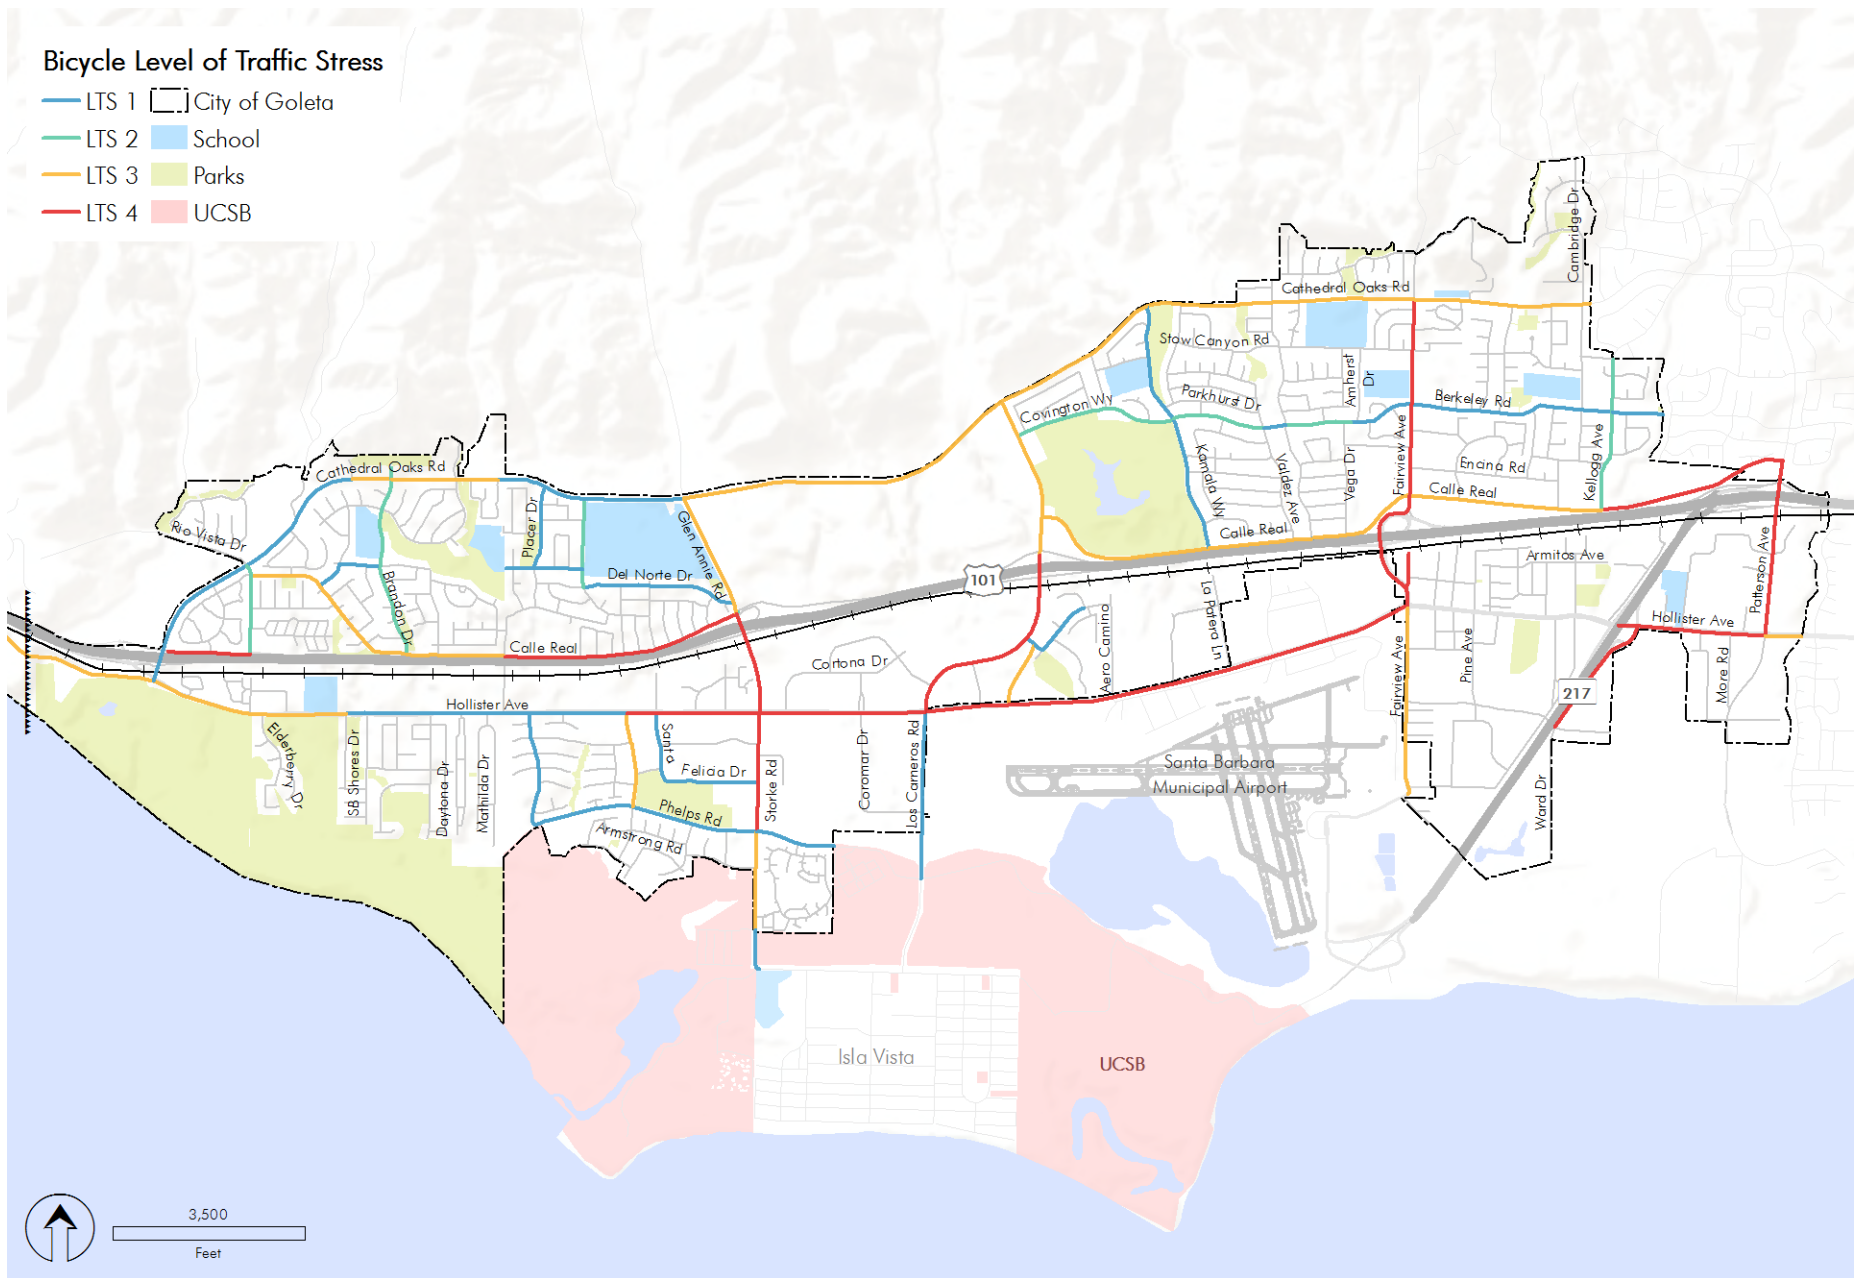 Bicycle Level of Traffic Stress
LTS 1 City of Goleta
LTS 2 School
LTS 3 Parks
LTS 4 UCSB
Cambridge Dr
Cathedral Oaks Rd
Stow Canyon Rd
Amherst
Dr
Parkhurst Dr
Covington Wy
Berkeley Rd
Fairview Ave
Kellogg Ave
Kamala Wy
Valdez Ave
Vega Dr
Encina Rd
Calle Real
Calle Real
Cathedral Oaks Rd
Rio Vista Dr
Placer Dr
Glen Annie Rd
Del Norte Dr
Brandon Dr
Calle Real
101
Armitos Ave
Patterson Ave
Hollister Ave
La Patera Ln
Aero Camino
Cortona Dr
Fairview Ave
Pine Ave
More Rd
217
Hollister Ave
Elderberry Dr
SB Shores Dr
Daytona Dr
Mathilda Dr
Santa
Felicia Dr
Storke Rd
Coromar Dr
Los Carneros Rd
Phelps Rd
Armstrong Rd
Santa Barbara
Municipal Airport
Ward Dr
Isla Vista
UCSB
3,500
Feet